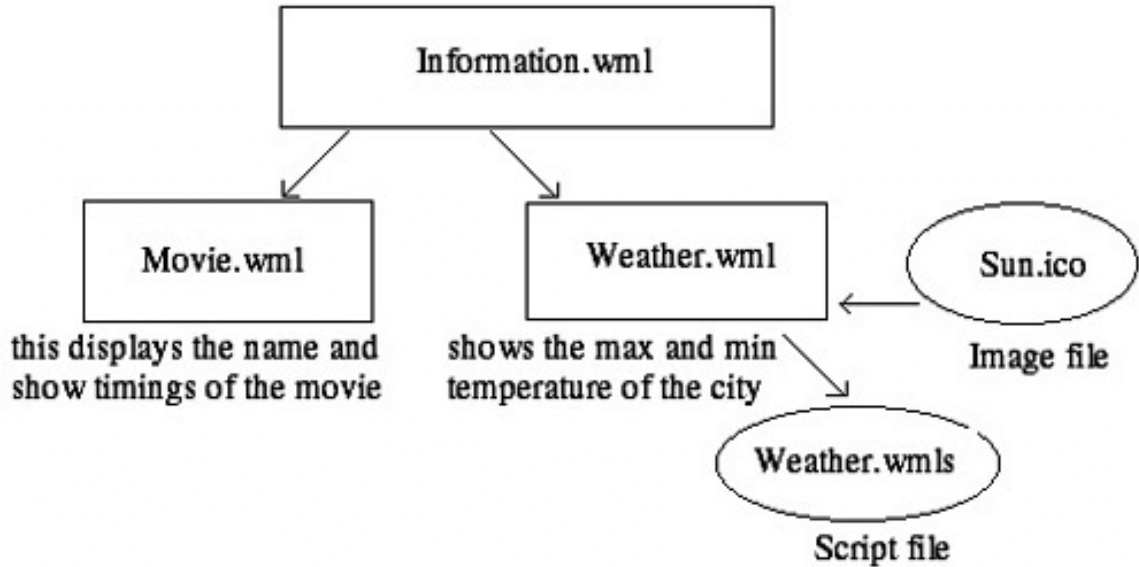 Information.wml
Movie.wml
Weather.wml
Sun.ico
this displays the name and
show timings of the movie
shows the max and min
temperature of the city
Image file
Weather.wmls
Script file